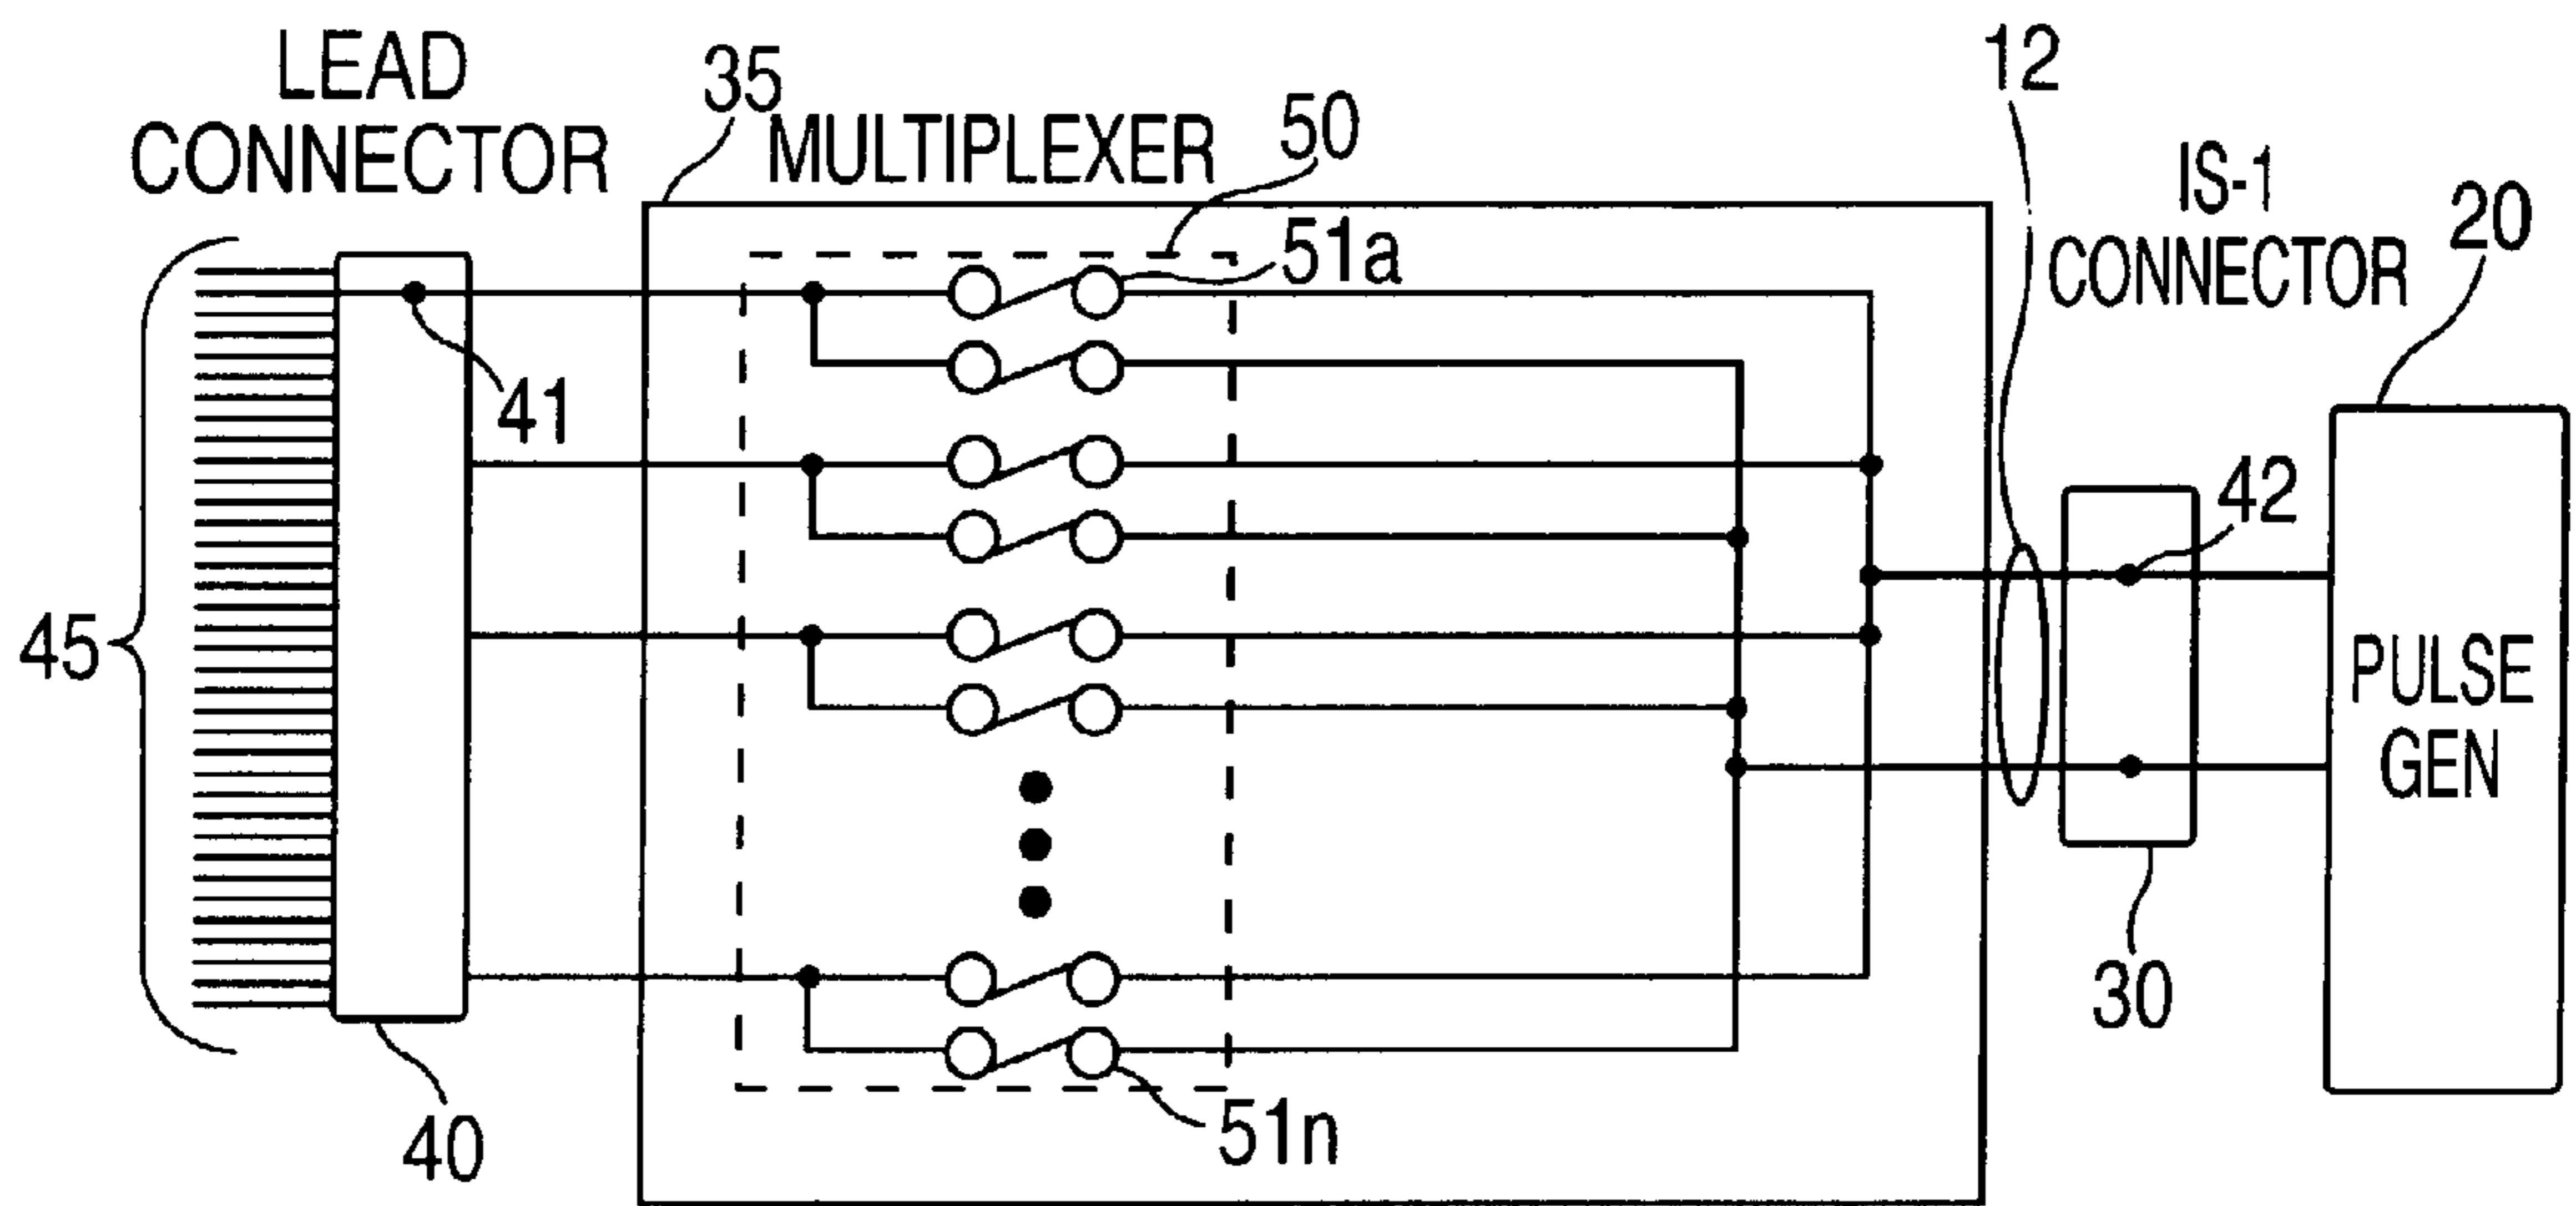 LEAD
CONNECTOR
35
MULTIPLEXER
50
51a
12
IS-1
CONNECTOR
20
41
42
45
PULSE
GEN
30
40
51n